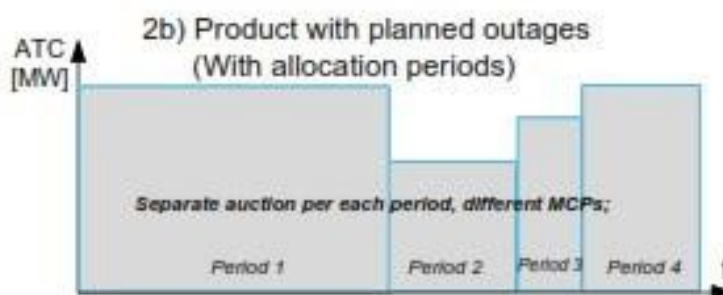 2b) Product with planned outages
(With allocation periods)
ATC
[MW]
Separate auction per each period, different MCPs;
Period 1
Period 2
Period 3
Period 4
t